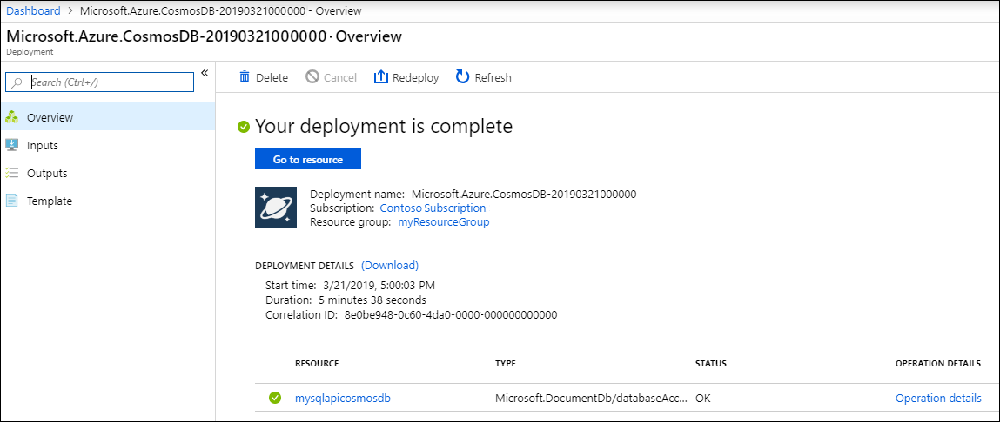 Dashboard > Microsoft.Azure.CosmosDB-20190321000000 - Overview
Microsoft.Azure.CosmosDB-20190321000000 - Overview
Deployment
Search (Ctrl+/)
«
Delete Cancel Redeploy Refresh
Overview
Inputs
Outputs
Template
Your deployment is complete
Go to resource
Deployment name: Microsoft.Azure.CosmosDB-20190321000000
Subscription: Contoso Subscription
Resource group: myResourceGroup
DEPLOYMENT DETAILS (Download)
Start time: 3/21/2019, 5:00:03 PM
Duration: 5 minutes 38 seconds
Correlation ID: 8e0be948-0c60-4da0-0000-000000000000
RESOURCE TYPE STATUS OPERATION DETAILS
mysqlapicosmosdb Microsoft.DocumentDb/databaseAcc... OK Operation details